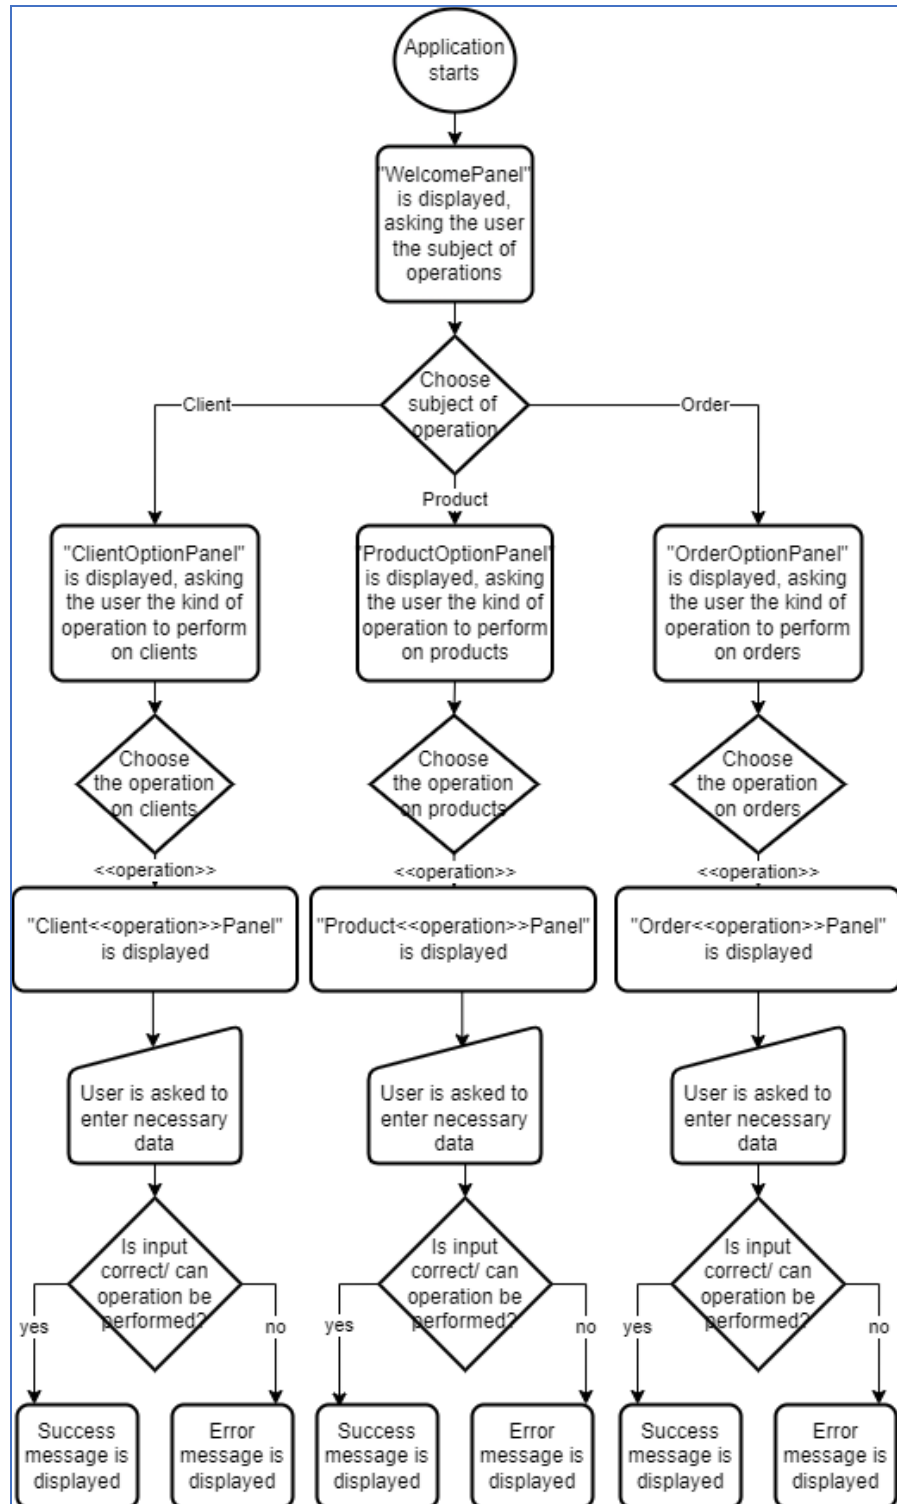 Application
starts
"WelcomePanel"
is displayed,
asking the user
the subject of
operations
Choose
subject of
operation
Client
Order
Product
"ClientOptionPanel"
is displayed, asking
the user the kind of
operation to perform
on clients
"ProductOptionPanel"
is displayed, asking
the user the kind of
operation to perform
on products
"OrderOptionPanel"
is displayed, asking
the user the kind of
operation to perform
on orders
Choose
the operation
on clients
Choose
the operation
on products
Choose
the operation
on orders
<<operation>>
<<operation>>
<<operation>>
"Client<<operation>>Panel"
is displayed
"Product<<operation>>Panel"
is displayed
"Order<<operation>>Panel"
is displayed
User is asked to
enter necessary
data
User is asked to
enter necessary
data
User is asked to
enter necessary
data
Is input
correct/ can
operation be
performed?
Is input
correct/ can
operation be
performed?
Is input
correct/ can
operation be
performed?
yes
no
yes
no
yes
no
Success
message is
displayed
Error
message is
displayed
Success
message is
displayed
Error
message is
displayed
Success
message is
displayed
Error
message is
displayed